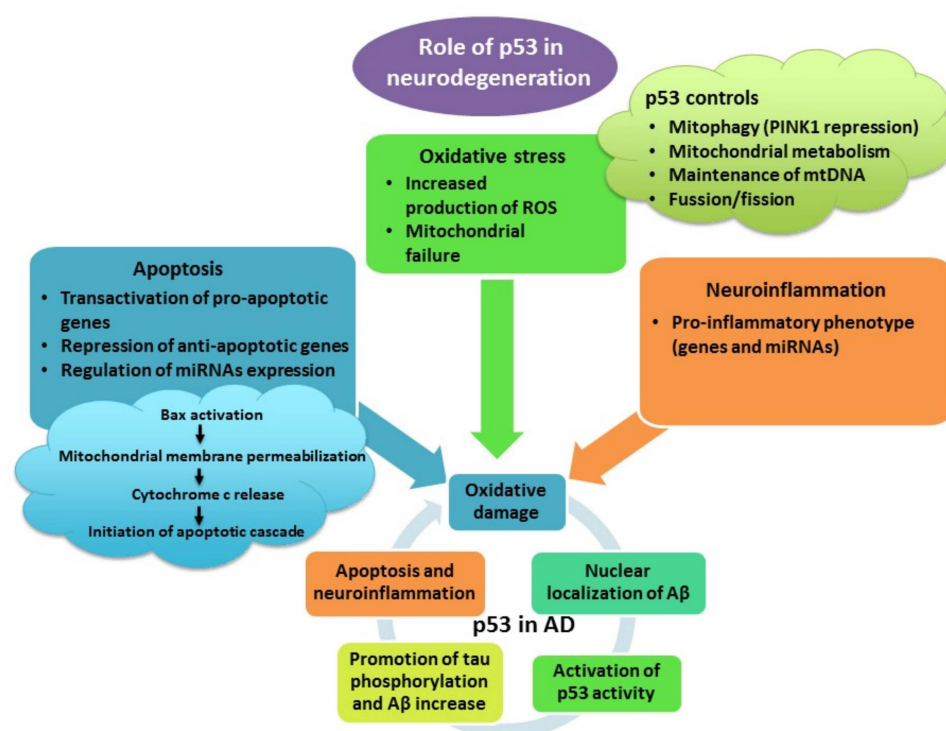 Role of p53 in
neurodegeneration
p53 controls
• Mitophagy (PINK1 repression)
• Mitochondrial metabolism
• Maintenance of mtDNA
• Fussion/fission
Oxidative stress
• Increased
production of ROS
• Mitochondrial
failure
Apoptosis
• Transactivation of pro-apoptotic
genes
• Repression of anti-apoptotic genes
• Regulation of miRNAs expression
Neuroinflammation
• Pro-inflammatory phenotype
(genes and miRNAs)
Bax activation
Mitochondrial membrane permeabilization
Cytochrome c release
Initiation of apoptotic cascade
Oxidative
damage
Apoptosis and
neuroinflammation
Nuclear
localization of Aβ
p53 in AD
Promotion of tau
phosphorylation
and Aβ increase
Activation of
p53 activity